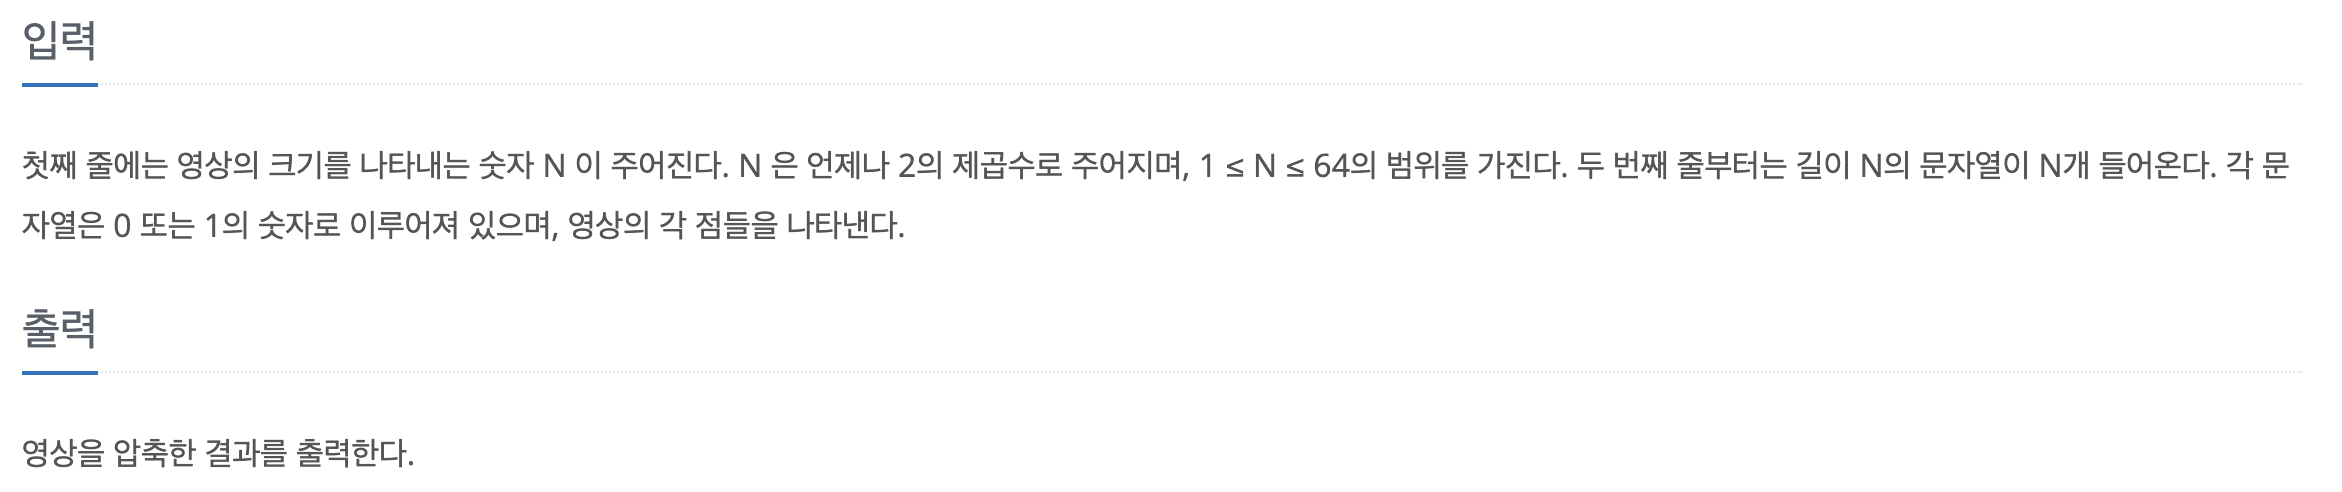 입력
첫째 줄에는 영상의 크기를 나타내는 숫자 N 이 주어진다. N 은 언제나 2의 제곱수로 주어지며, 1 ≤ N ≤ 64의 범위를 가진다. 두 번째 줄부터는 길이 N의 문자열이 N개 들어온다. 각 문
자열은 0 또는 1의 숫자로 이루어져 있으며, 영상의 각 점들을 나타낸다.
출력
영상을 압축한 결과를 출력한다.